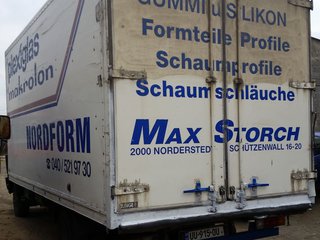 plexiglas
makrolon
NORDFORM
☎ 040/521 97 30
GUMMI u SILIKON
Formteile Profile
Schaumprofile
Schaumschläuche
MAX STORCH
2000 NORDERSTED SCHÜTZENWALL 16-20